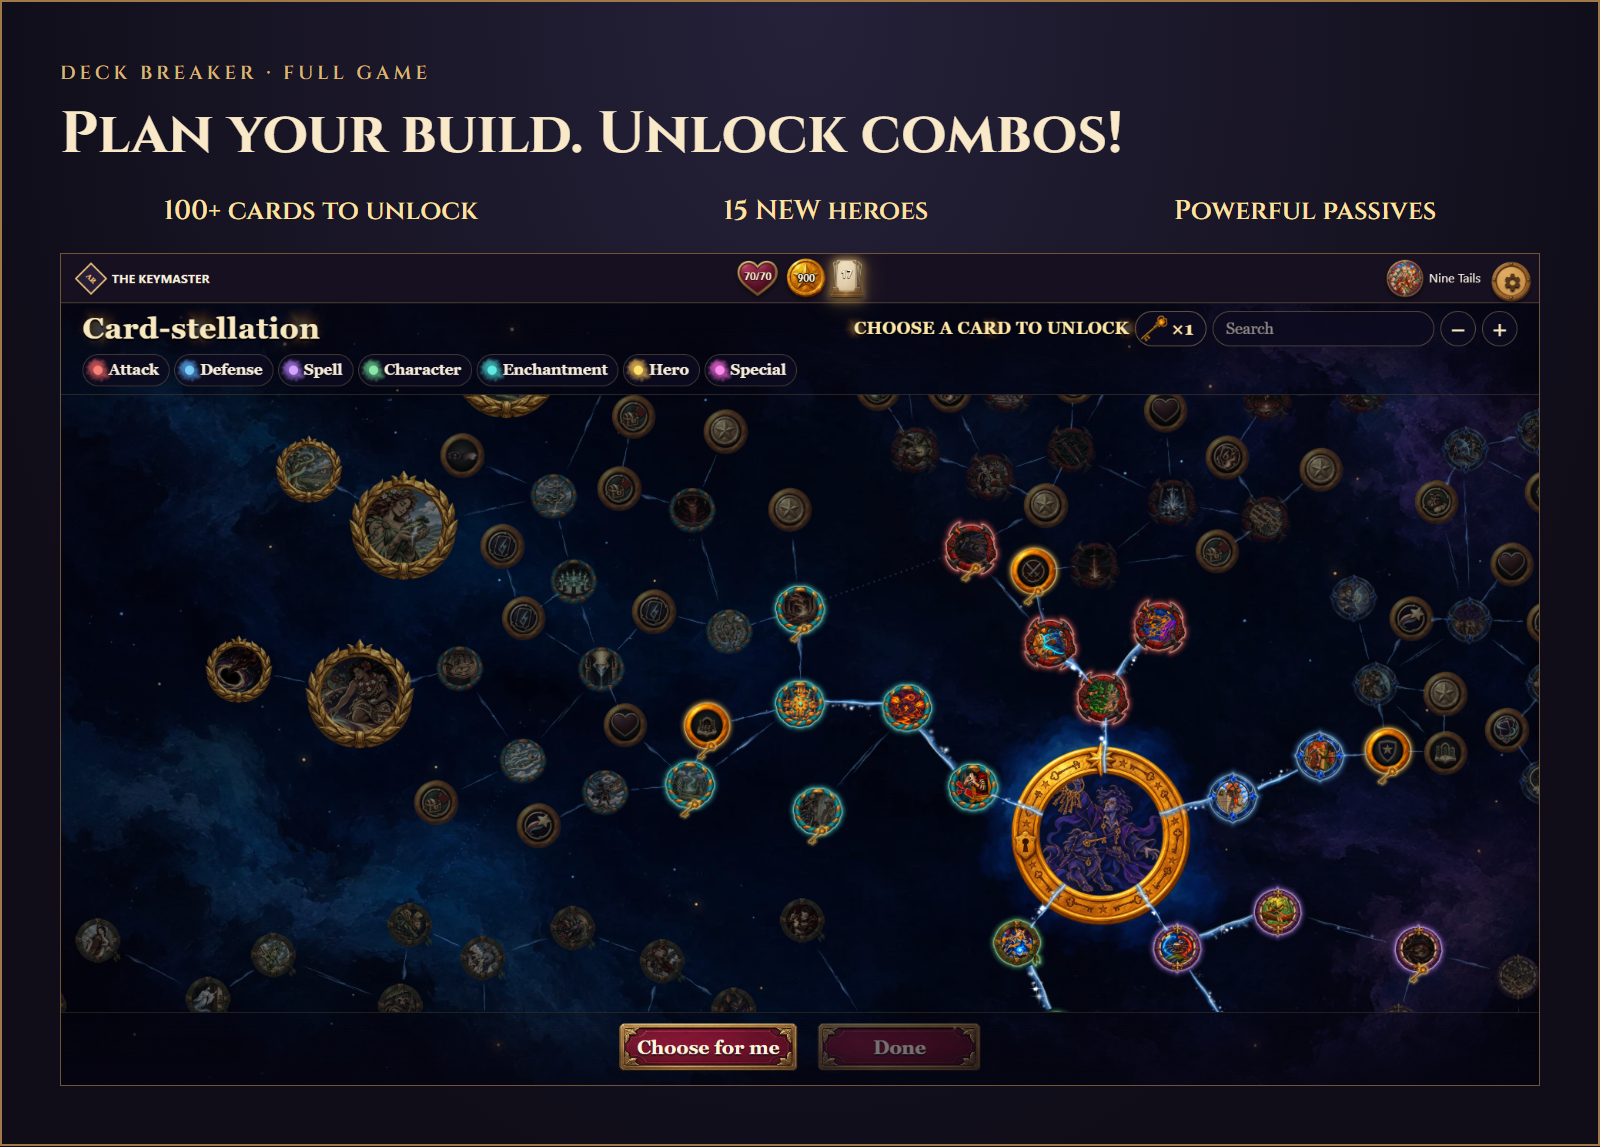 DECK BREAKER · FULL GAME
PLAN YOUR BUILD. UNLOCK COMBOS!
100+ CARDS TO UNLOCK
15 NEW HEROES
POWERFUL PASSIVES
THE KEYMASTER
70/70
900
17
Nine Tails
Card-stellation
CHOOSE A CARD TO UNLOCK
×1
Search
− +
Attack
Defense
Spell
Character
Enchantment
Hero
Special
Choose for me
Done